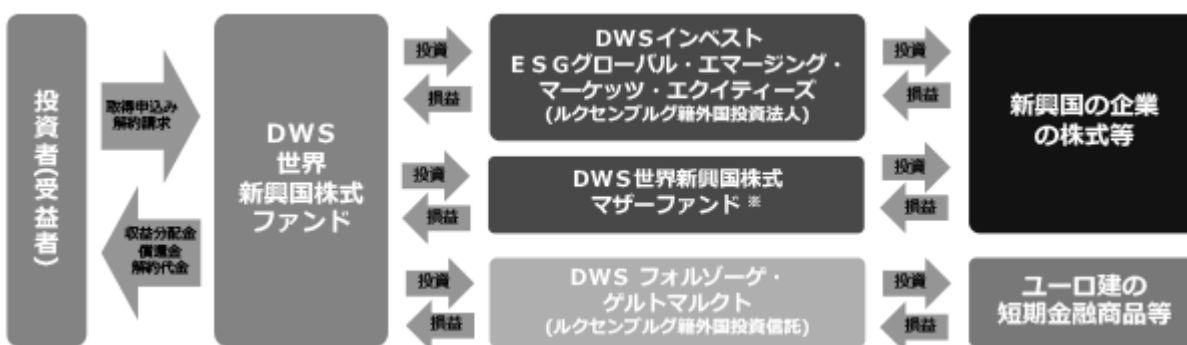 投資者(受益者)
取得申込み
解約請求
収益分配金
償還金
解約代金
DWS
世界
新興国株式
ファンド
投資
損益
DWSインベスト
ESGグローバル・エマージング・
マーケッツ・エクイティーズ
(ルクセンブルグ籍外国投資法人)
投資
損益
新興国の企業
の株式等
投資
損益
DWS世界新興国株式
マザーファンド ※
投資
損益
投資
損益
DWS フォルゾーゲ・
ゲルトマルクト
(ルクセンブルグ籍外国投資信託)
投資
損益
ユーロ建の
短期金融商品等